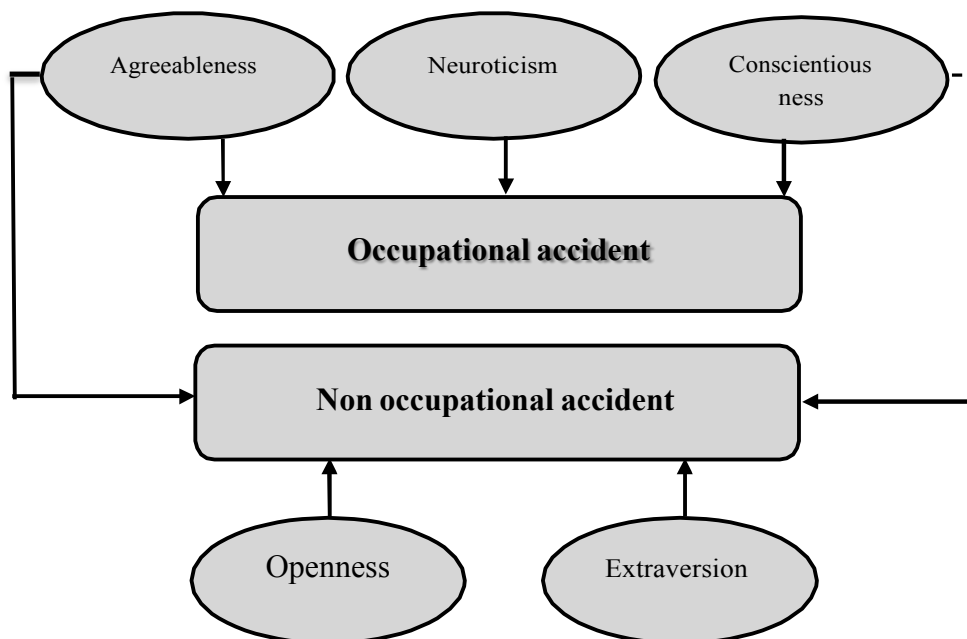 Agreeableness
Neuroticism
Conscientious
ness
Occupational accident
Non occupational accident
Openness
Extraversion